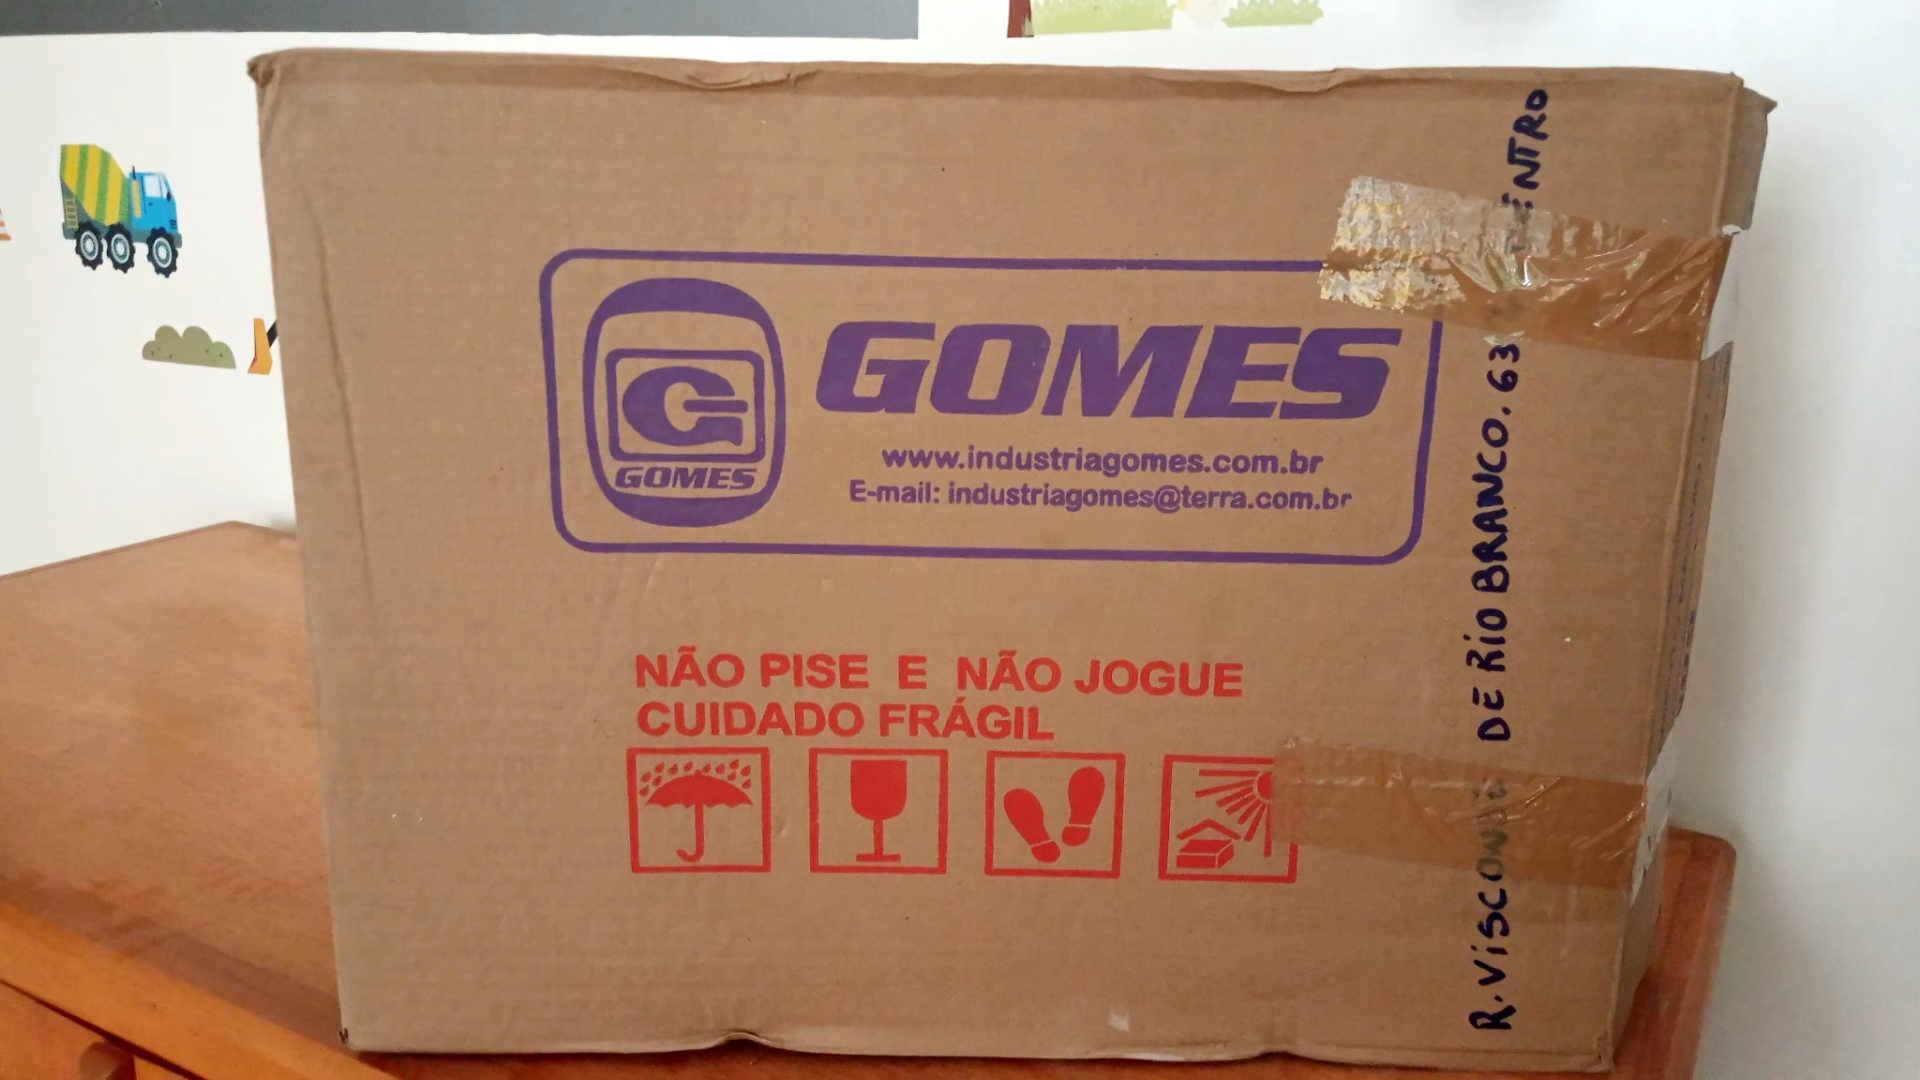 GOMES
GOMES
www.industriagomes.com.br
E-mail: industriagomes@terra.com.br
NÃO PISE E NÃO JOGUE
CUIDADO FRÁGIL
R. VISCONDE DE RIO BRANCO. 63 CENTRO